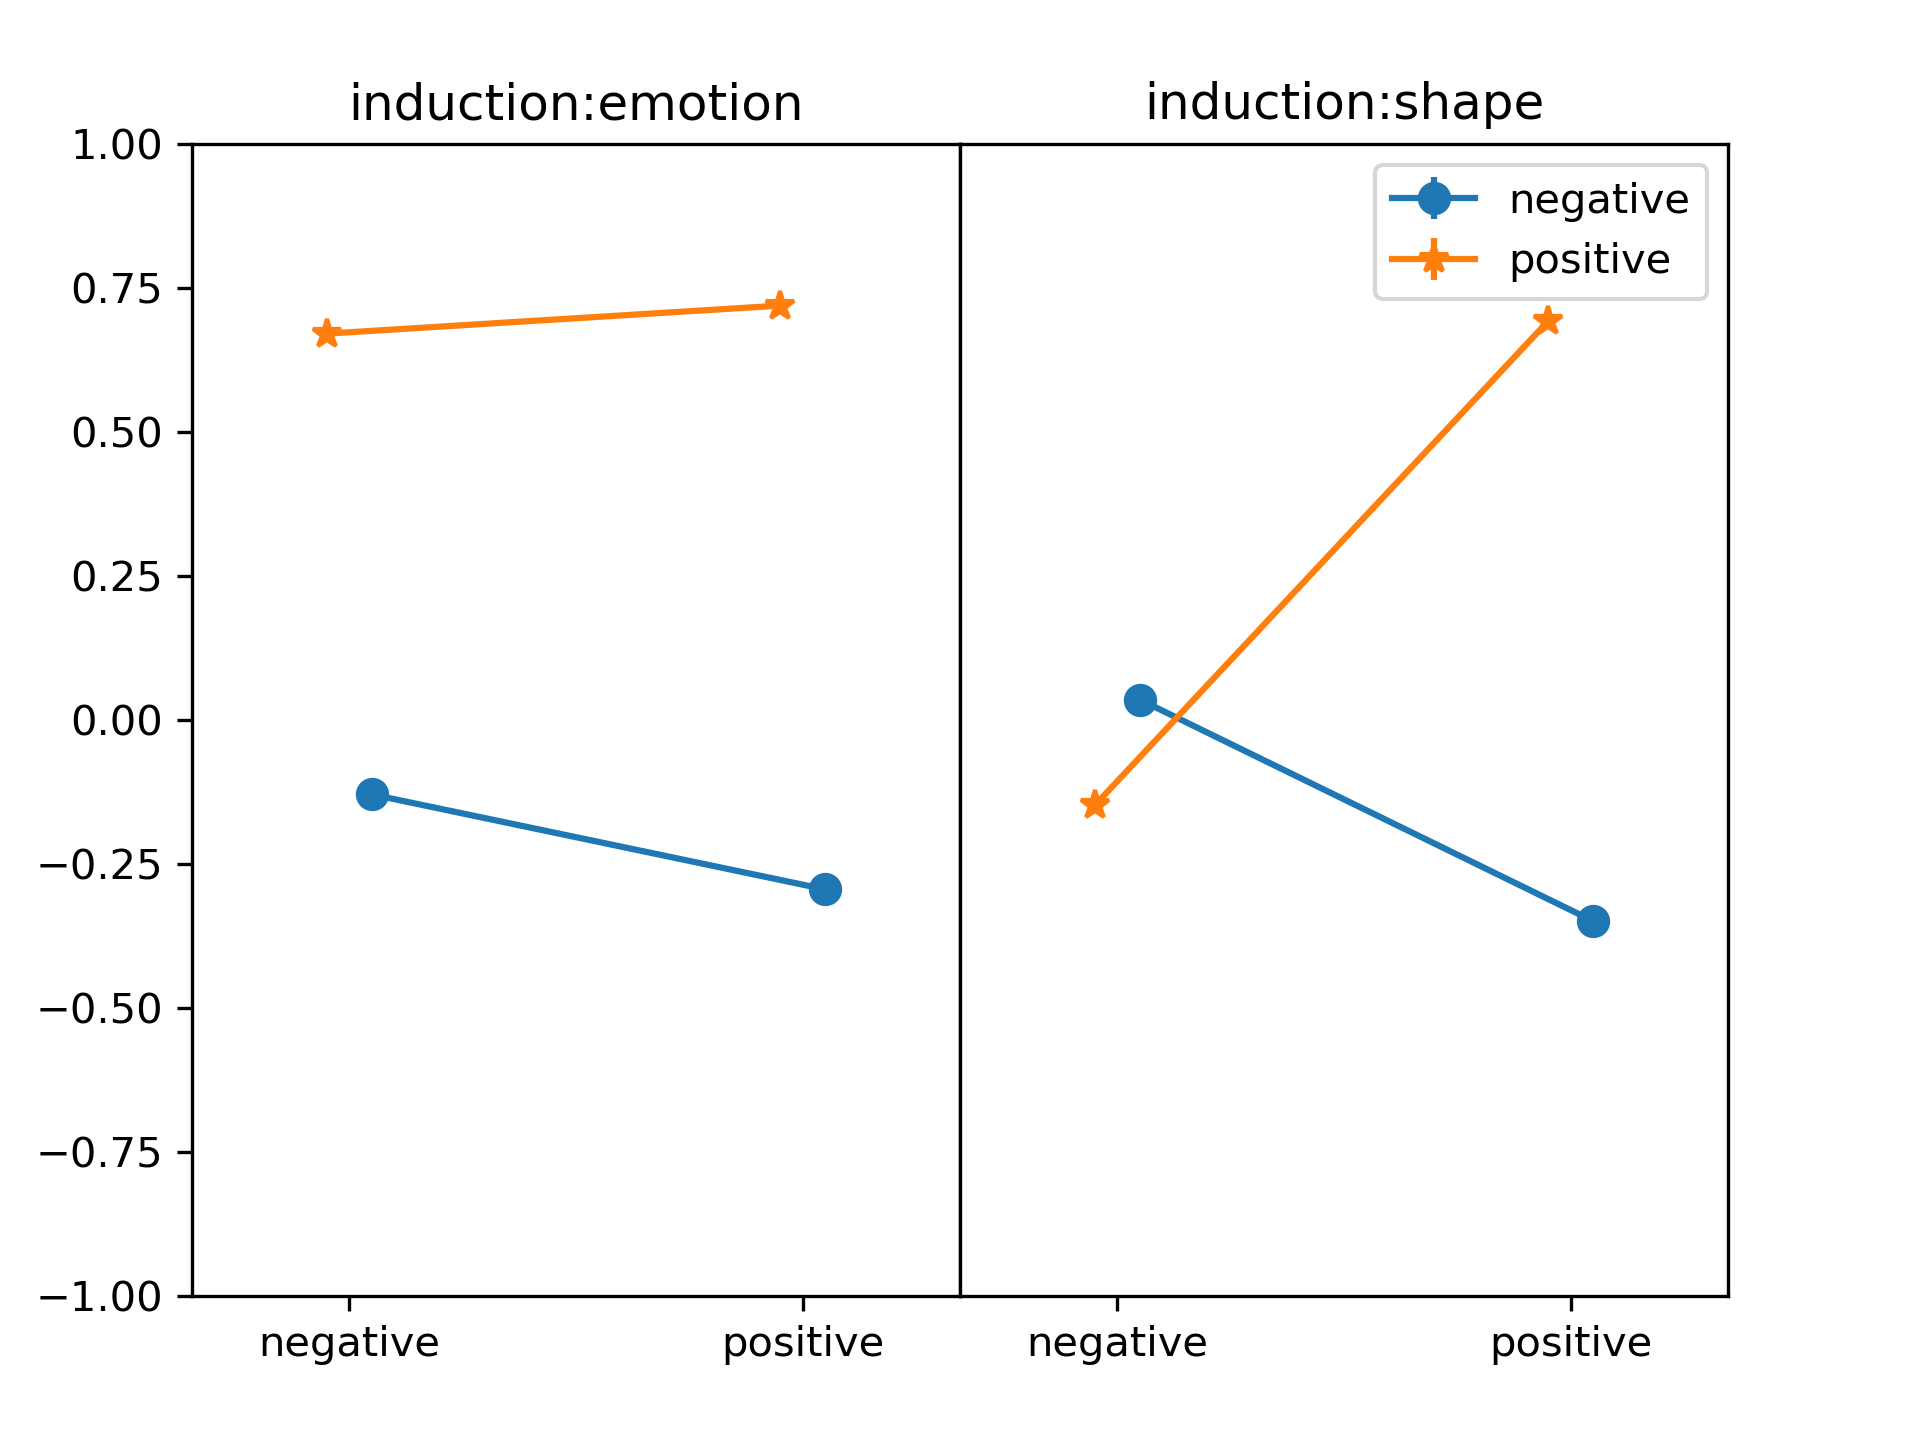 induction:emotion
induction:shape
1.00
0.75
0.50
0.25
0.00
−0.25
−0.50
−0.75
−1.00
negative
positive
negative
positive
negative
positive